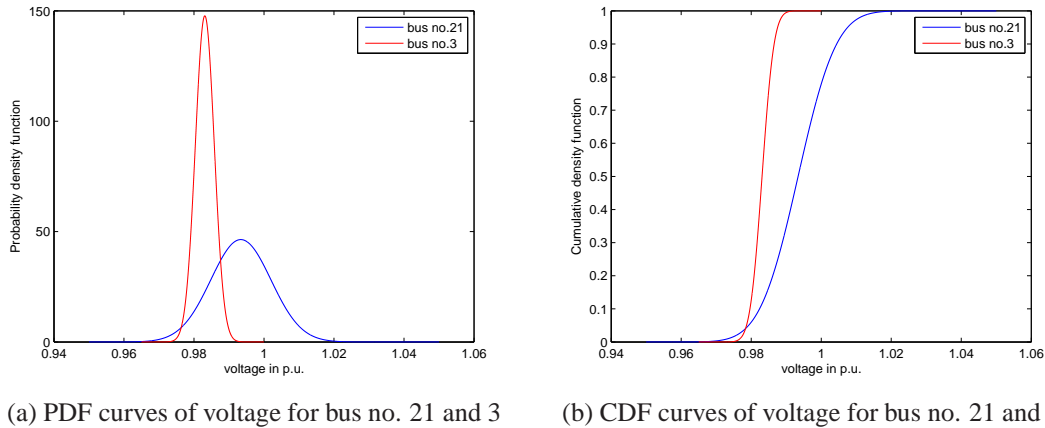 150
100
50
0
0.94
0.96
0.98
1
1.02
1.04
1.06
Probability density function
voltage in p.u.
bus no.21
bus no.3
(a) PDF curves of voltage for bus no. 21 and 3
1
0.9
0.8
0.7
0.6
0.5
0.4
0.3
0.2
0.1
0
0.94
0.96
0.98
1
1.02
1.04
1.06
Cumulative density function
voltage in p.u.
bus no.21
bus no.3
(b) CDF curves of voltage for bus no. 21 and